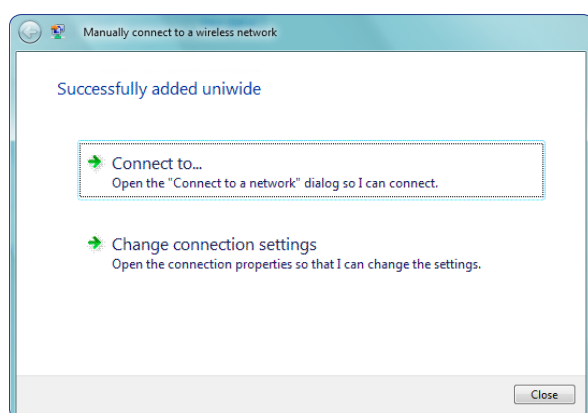 Manually connect to a wireless network
Successfully added uniwide
Connect to...
Open the "Connect to a network" dialog so I can connect.
Change connection settings
Open the connection properties so that I can change the settings.
Close